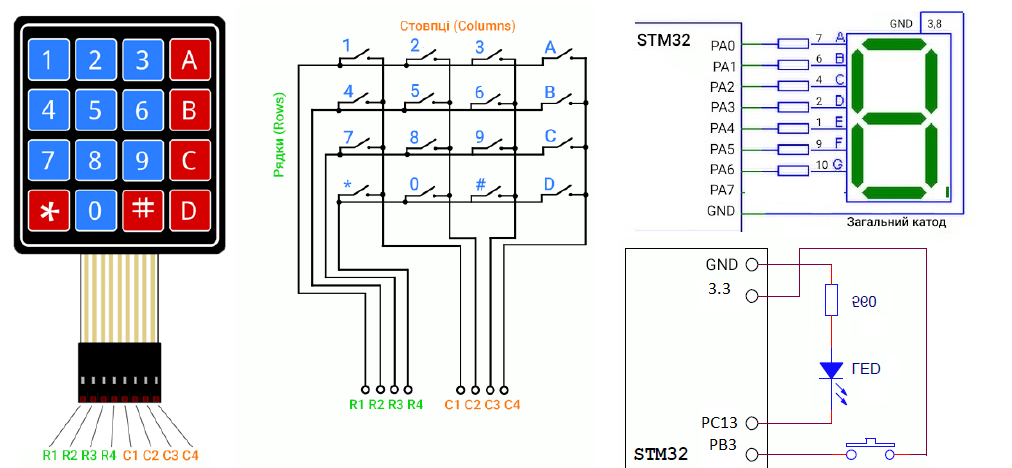 1 2 3 A
4 5 6 B
7 8 9 C
* 0 # D
R1 R2 R3 R4 C1 C2 C3 C4
Стовпці (Columns)
Рядки (Rows)
1 2 3 A
4 5 6 B
7 8 9 C
* 0 # D
R1 R2 R3 R4 C1 C2 C3 C4
STM32
GND 3,8
PA0 7 A
PA1 6 B
PA2 4 C
PA3 2 D
PA4 1 E
PA5 9 F
PA6 10 G
PA7
GND
Загальний катод
GND
3.3
560
LED
PC13
PB3
STM32